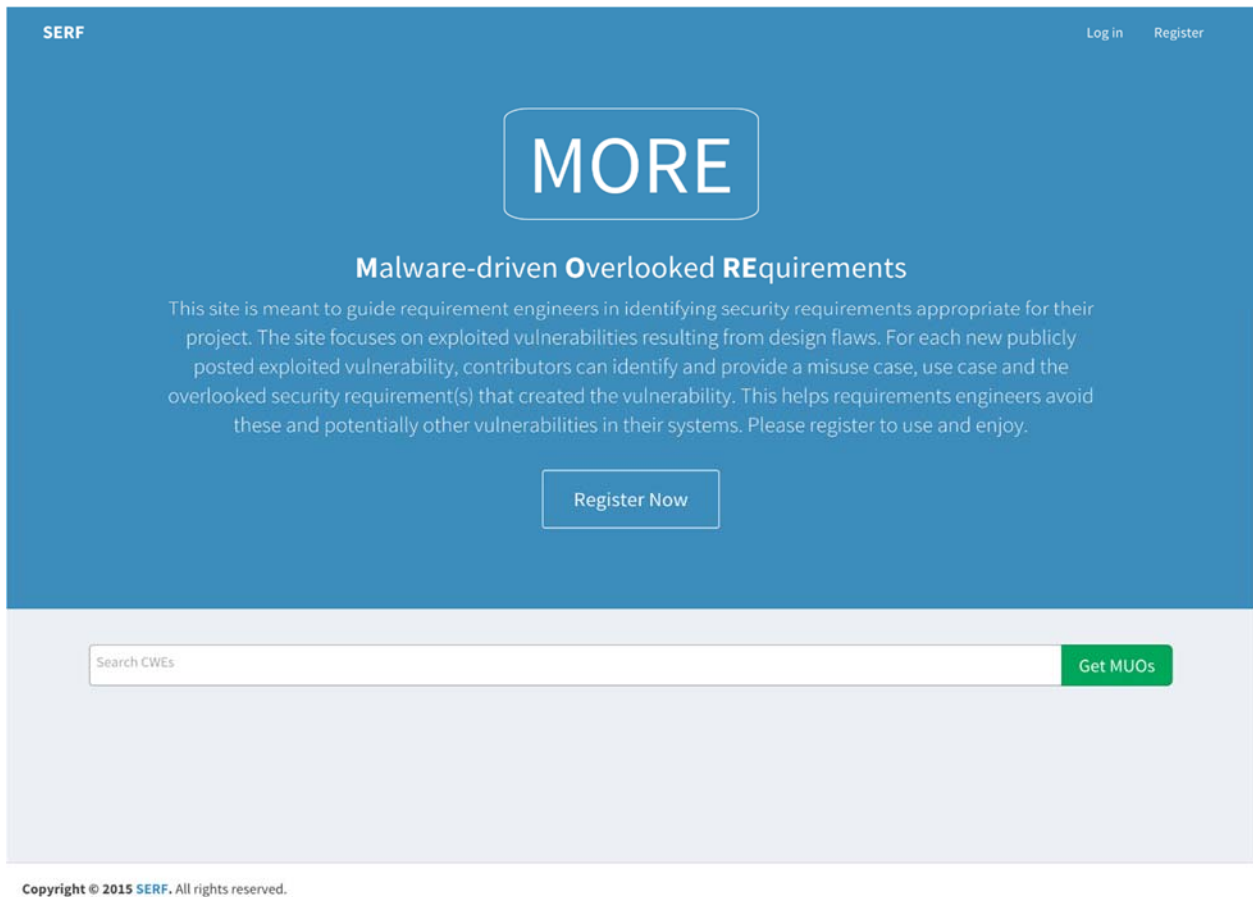 SERF
Log in Register
MORE
Malware-driven Overlooked REquirements
This site is meant to guide requirement engineers in identifying security requirements appropriate for their
project. The site focuses on exploited vulnerabilities resulting from design flaws. For each new publicly
posted exploited vulnerability, contributors can identify and provide a misuse case, use case and the
overlooked security requirement(s) that created the vulnerability. This helps requirements engineers avoid
these and potentially other vulnerabilities in their systems. Please register to use and enjoy.
Register Now
Search CWEs
Get MUOs
Copyright © 2015 SERF. All rights reserved.